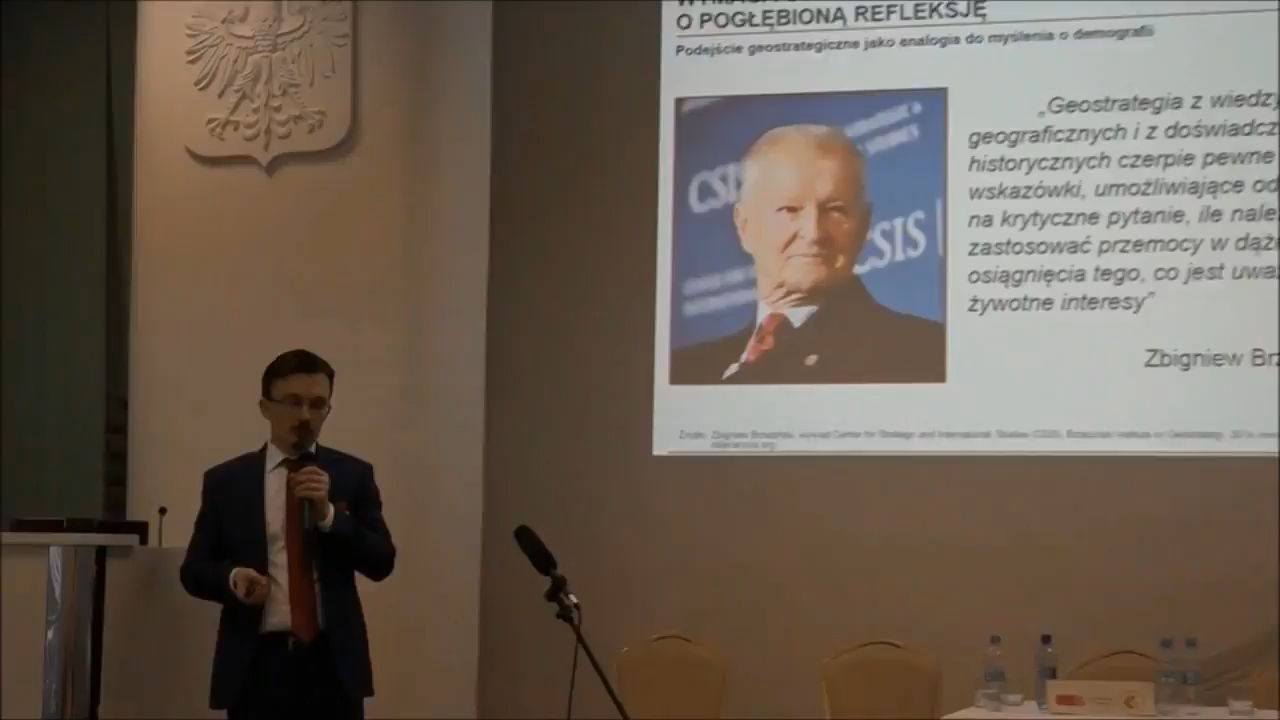 O POGŁĘBIONĄ REFLEKSJĘ
Podejście geostrategiczne jako analogia do myślenia o demografii
CSIS
CSIS
„Geostrategia z wiedzy
geograficznych i z doświadcz
historycznych czerpie pewne
wskazówki, umożliwiające od
na krytyczne pytanie, ile nale
zastosować przemocy w dąż
osiągnięcia tego, co jest uwa
żywotne interesy”
Zbigniew Brz